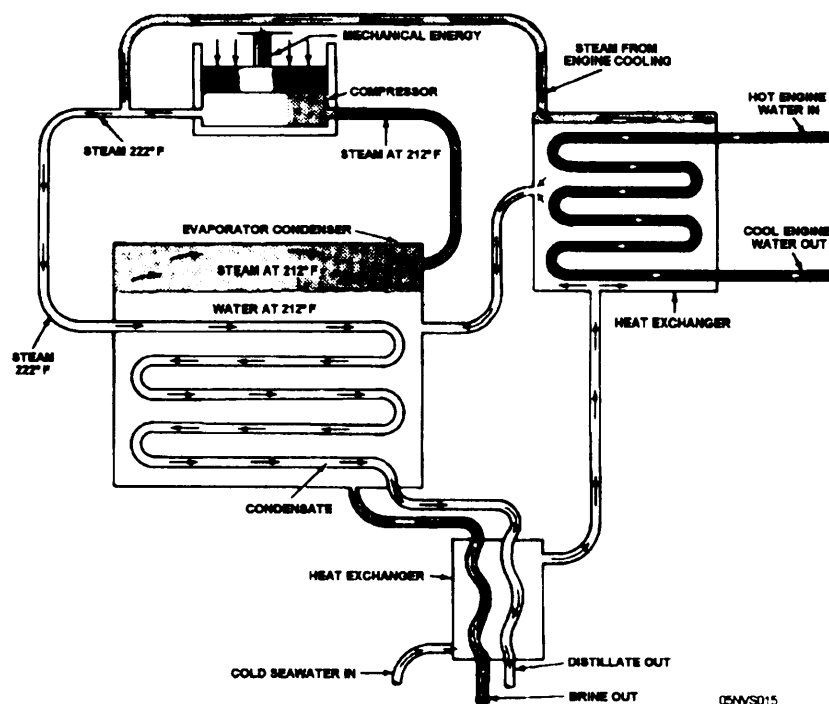 MECHANICAL ENERGY
STEAM FROM
ENGINE COOLING
COMPRESSOR
HOT ENGINE
WATER IN
STEAM 222° F
STEAM AT 212° F
EVAPORATOR CONDENSER
STEAM AT 212° F
COOL ENGINE
WATER OUT
WATER AT 212° F
HEAT EXCHANGER
STEAM
222° F
CONDENSATE
HEAT EXCHANGER
COLD SEAWATER IN
DISTILLATE OUT
BRINE OUT
05NVS015